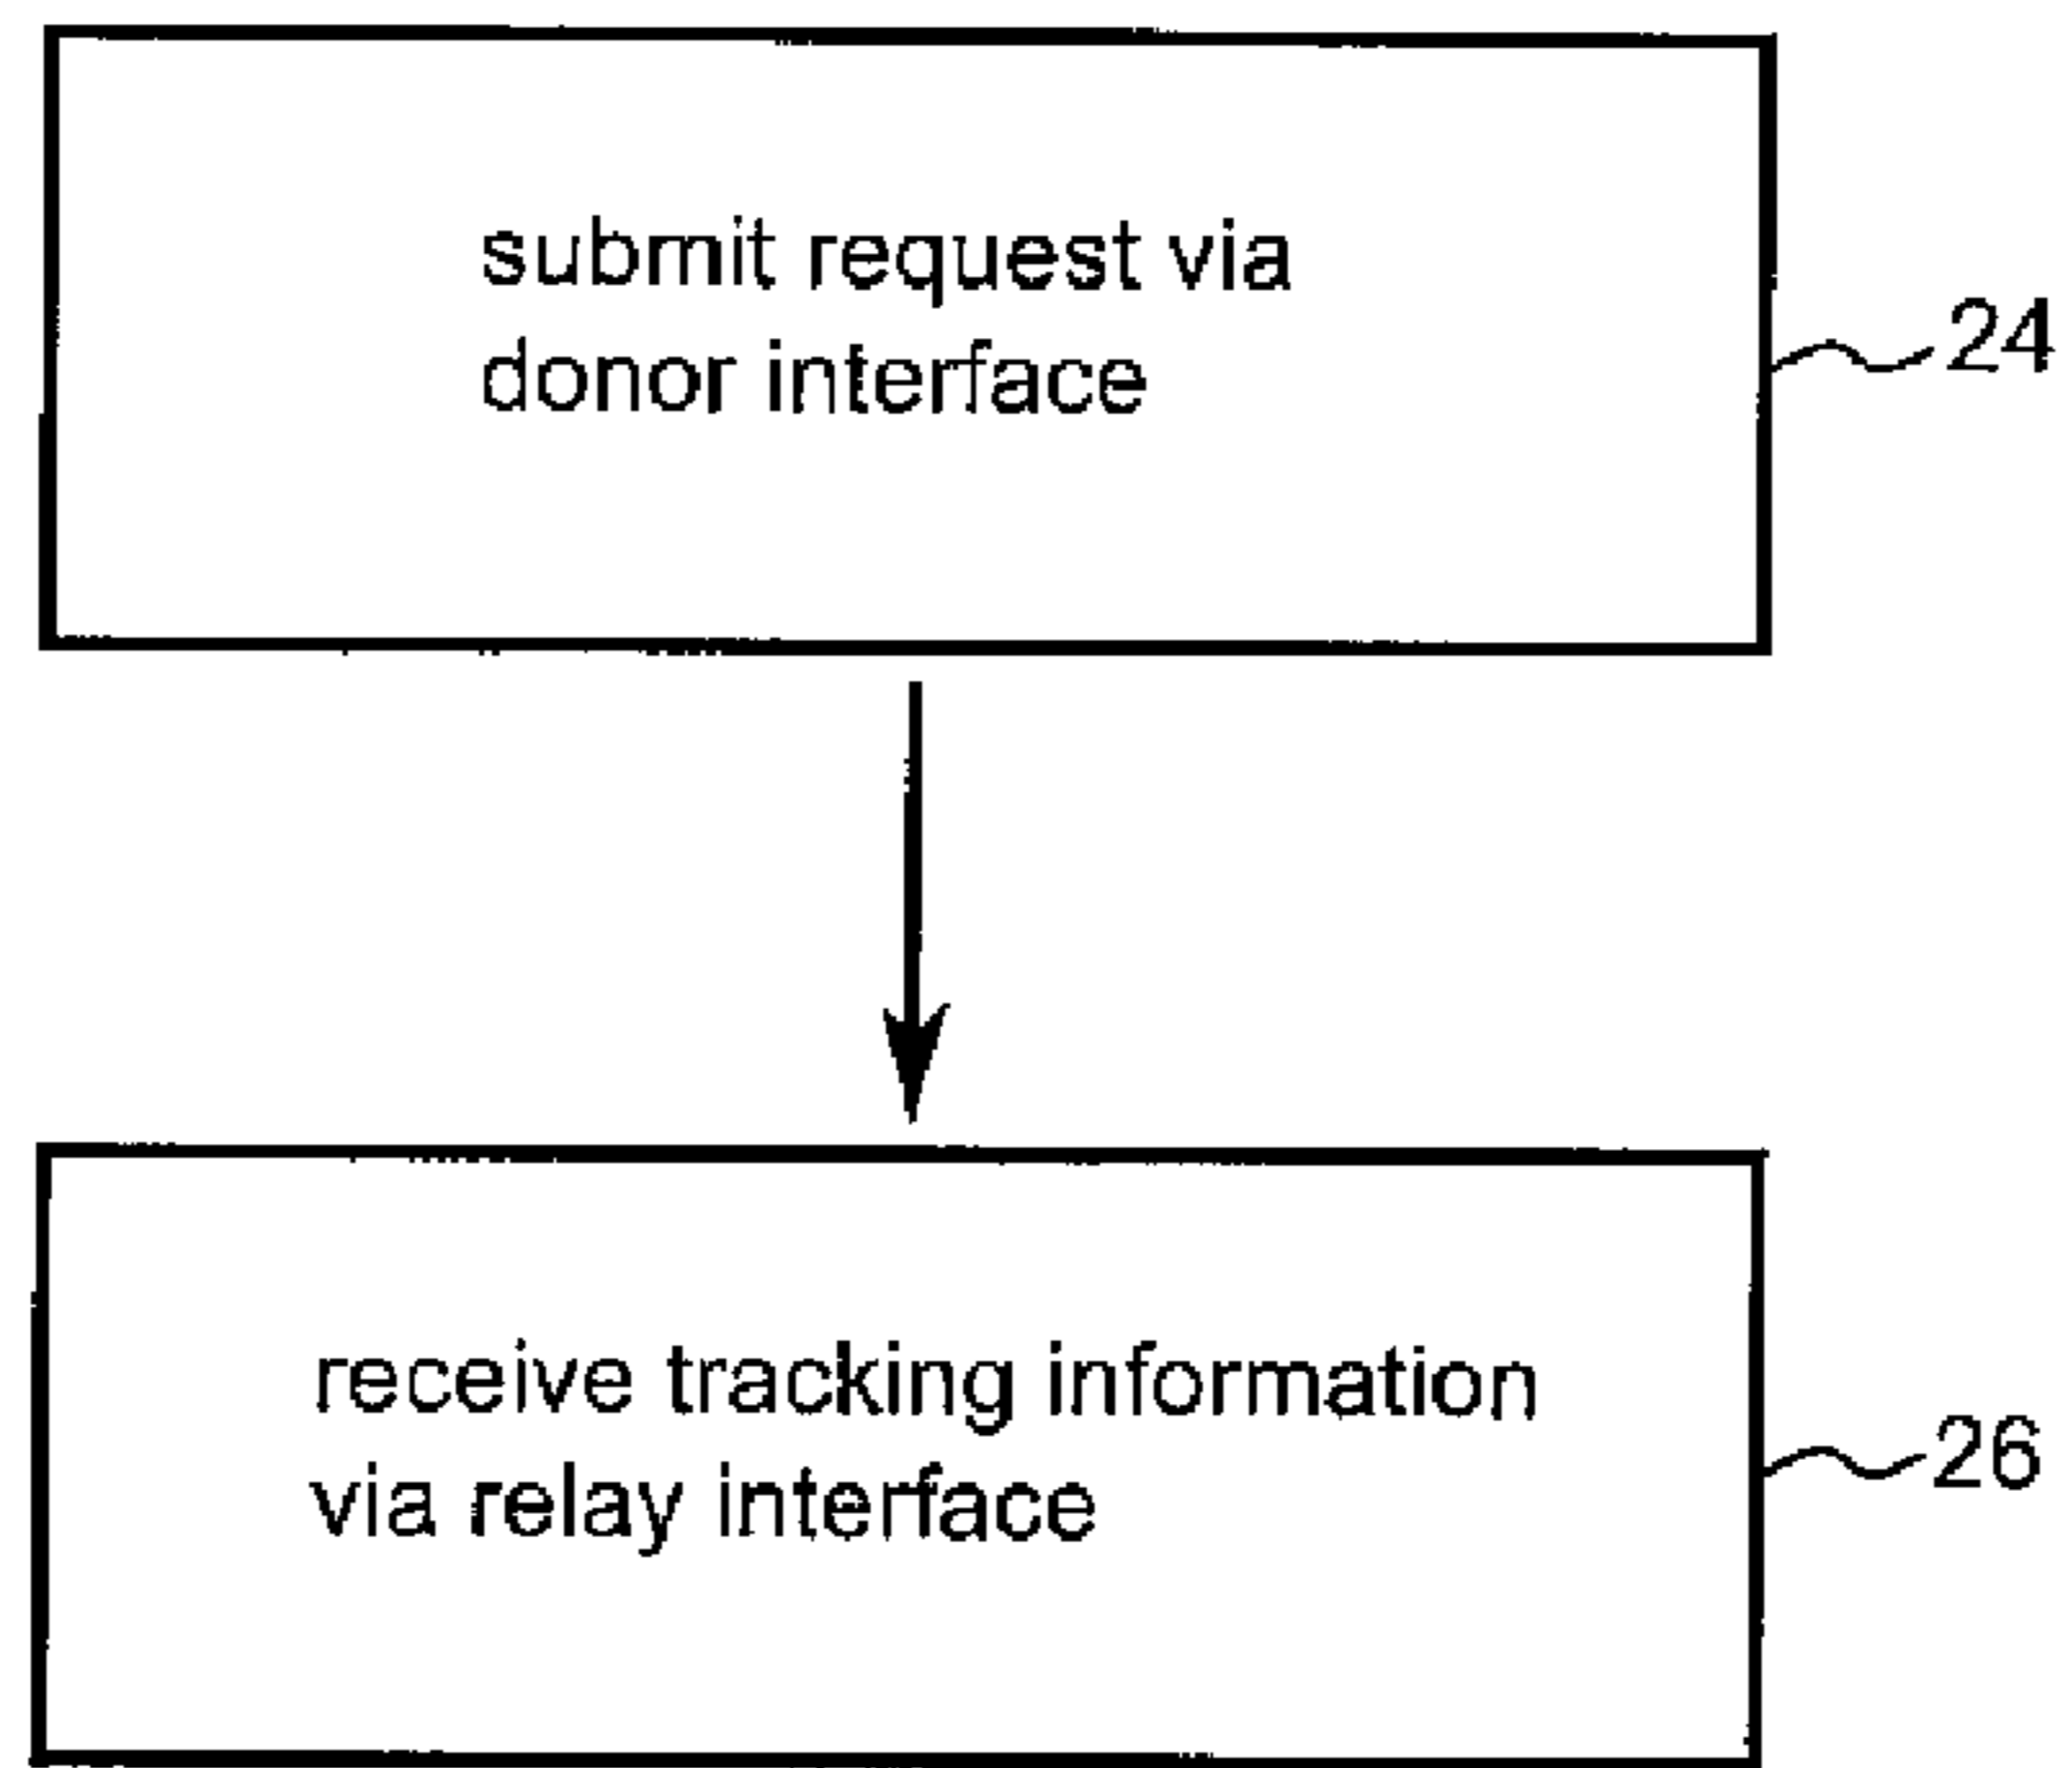 submit request via
donor interface
24
receive tracking information
via relay interface
26